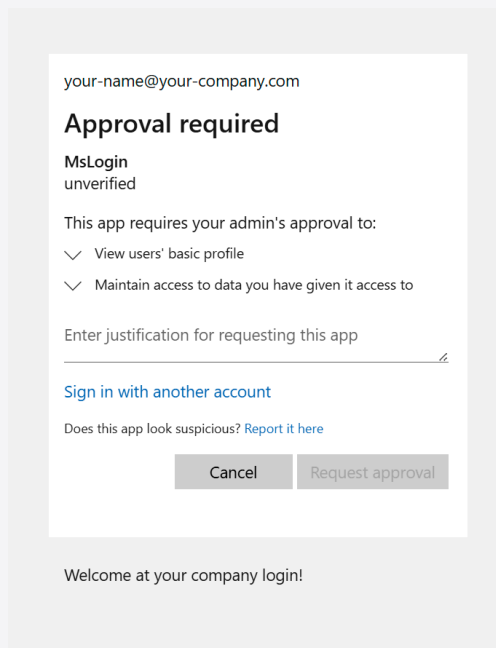 your-name@your-company.com
Approval required
MsLogin
unverified
This app requires your admin's approval to:
View users' basic profile
Maintain access to data you have given it access to
Enter justification for requesting this app
Sign in with another account
Does this app look suspicious? Report it here
Cancel Request approval
Welcome at your company login!